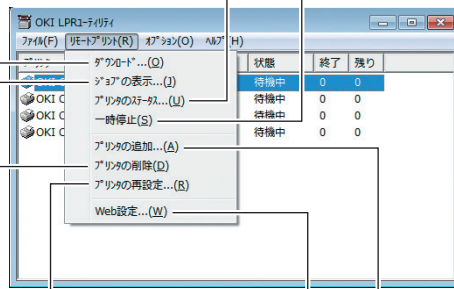 OKI LPRﾕｰﾃｨﾘﾃｨ
ﾌｧｲﾙ(F) ﾘﾓｰﾄﾌﾟﾘﾝﾄ(R) ｵﾌﾟｼｮﾝ(O) ﾍﾙﾌﾟ(H)
状態 終了 残り
ﾀﾞｳﾝﾛｰﾄﾞ...(O)
待機中 0 0
ｼﾞｮﾌﾞの表示...(J)
OKI C 待機中 0 0
ﾌﾟﾘﾝﾀのｽﾃｰﾀｽ...(U)
OKI C 待機中 0 0
一時停止(S)
OKI C 待機中 0 0
ﾌﾟﾘﾝﾀの追加...(A)
ﾌﾟﾘﾝﾀの削除(D)
ﾌﾟﾘﾝﾀの再設定...(R)
Web設定...(W)